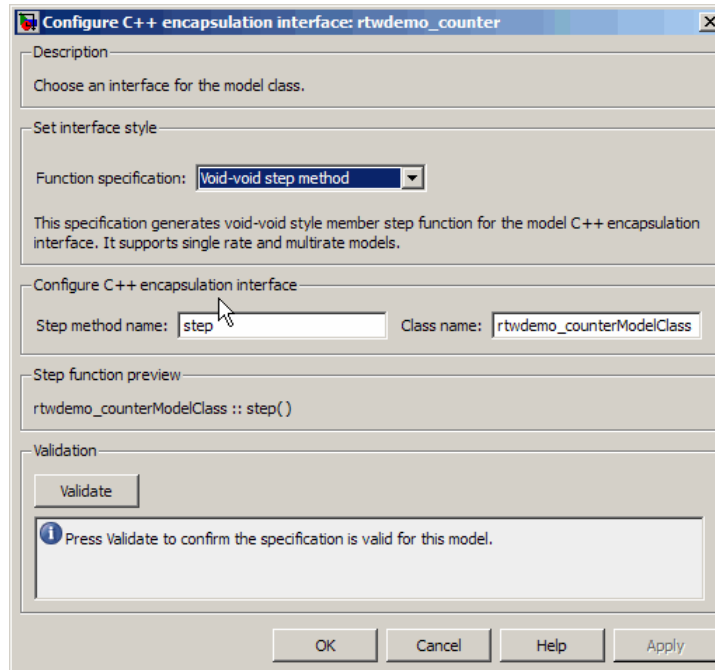 Configure C++ encapsulation interface: rtwdemo_counter
Description
Choose an interface for the model class.
Set interface style
Function specification: Void-void step method
This specification generates void-void style member step function for the model C++ encapsulation
interface. It supports single rate and multirate models.
Configure C++ encapsulation interface
Step method name: step Class name: rtwdemo_counterModelClass
Step function preview
rtwdemo_counterModelClass :: step( )
Validation
Validate
Press Validate to confirm the specification is valid for this model.
OK Cancel Help Apply